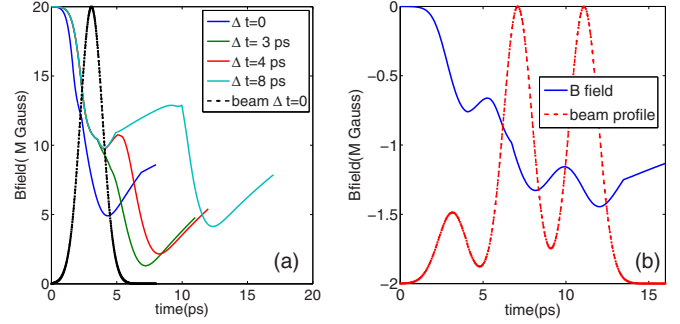 20
15
10
5
0
0 5 10 15 20
Bfield( M Gauss)
time(ps)
Δ t=0
Δ t= 3 ps
Δ t=4 ps
Δ t=8 ps
beam Δ t=0
(a)
0
−0.5
−1
−1.5
−2
0 5 10 15
Bfield(M Gauss)
time(ps)
B field
beam profile
(b)